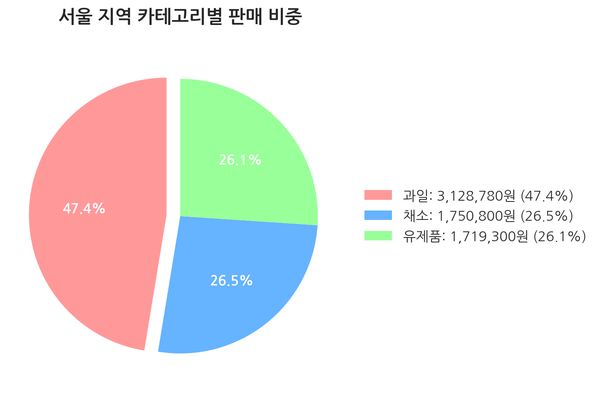 서울 지역 카테고리별 판매 비중
26.1%
47.4%
26.5%
과일: 3,128,780원 (47.4%)
채소: 1,750,800원 (26.5%)
유제품: 1,719,300원 (26.1%)